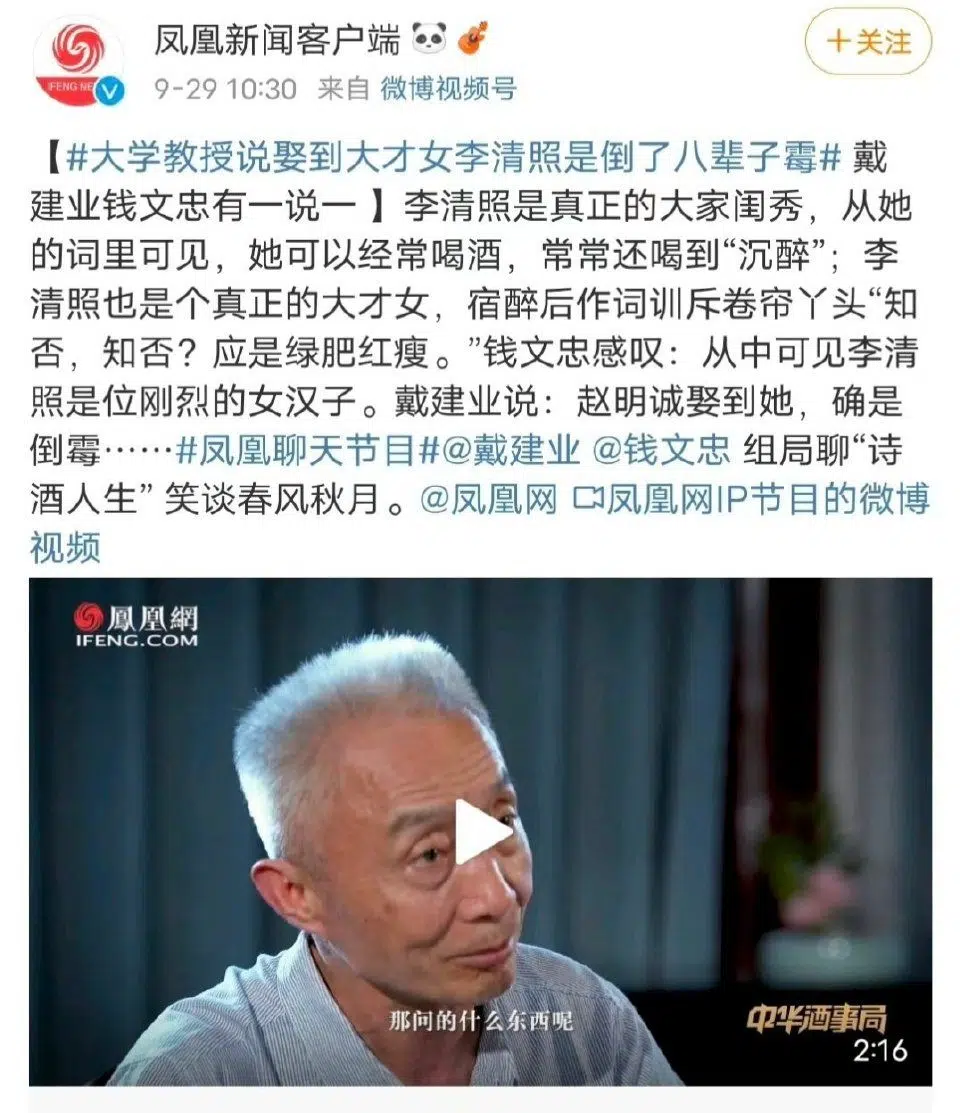 凤凰新闻客户端
+关注
IFENG NE
9-29 10:30 来自 微博视频号
【#大学教授说娶到大才女李清照是倒了八辈子霉# 戴
建业钱文忠有一说一 】李清照是真正的大家闺秀，从她
的词里可见，她可以经常喝酒，常常还喝到“沉醉”；李
清照也是个真正的大才女，宿醉后作词训斥卷帘丫头“知
否，知否？应是绿肥红瘦。”钱文忠感叹：从中可见李清
照是位刚烈的女汉子。戴建业说：赵明诚娶到她，确是
倒霉……#凤凰聊天节目#@戴建业 @钱文忠 组局聊“诗
酒人生” 笑谈春风秋月。@凤凰网 凤凰网IP节目的微博
视频
鳳凰網
IFENG.COM
那问的什么东西呢
中华酒事局
2:16